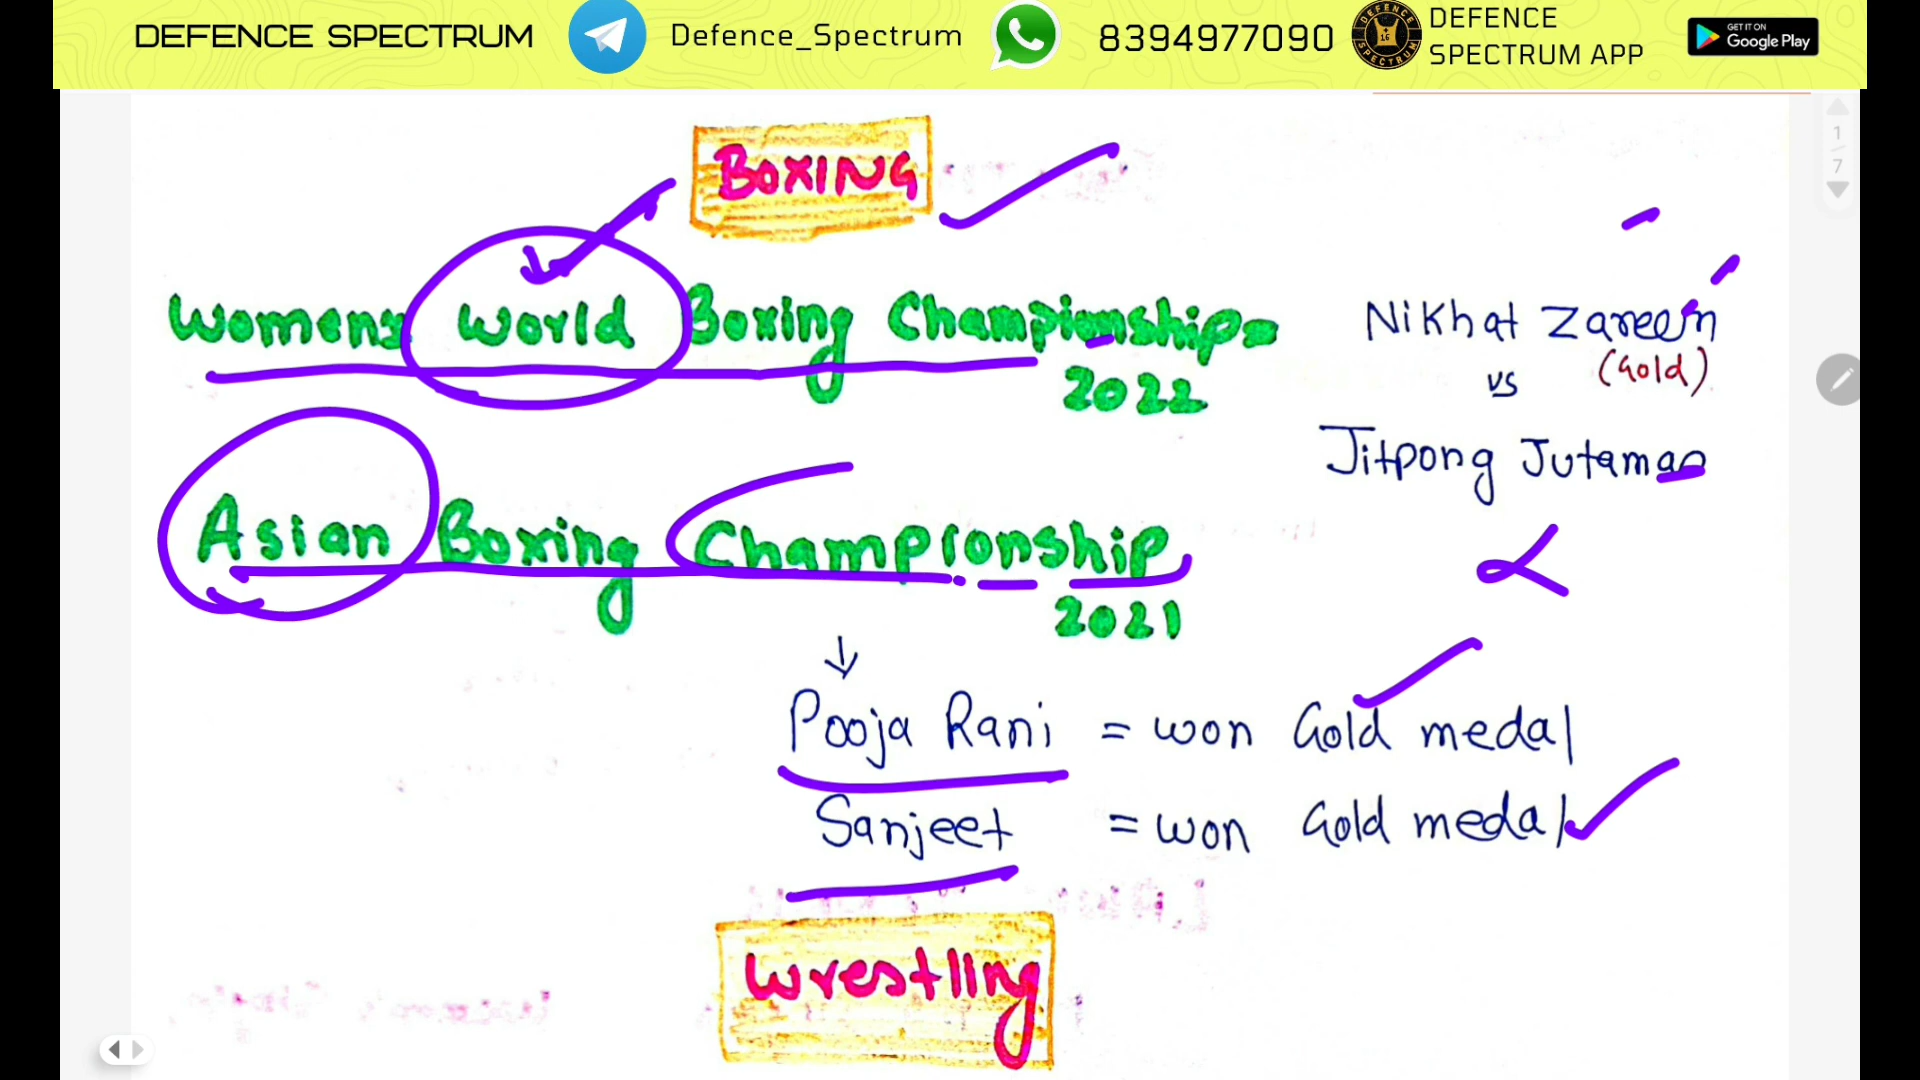 DEFENCE SPECTRUM Defence_Spectrum 8394977090 DEFENCE SPECTRUM APP GET IT ON Google Play
BOXING
1
7
Womens World Boxing Championships 2022
Nikhat Zareen
(Gold)
vs
Jitpong Jutamas
Asian Boxing Championship
2021
↓
Pooja Rani = won Gold medal
Sanjeet = won Gold medal
Wrestling